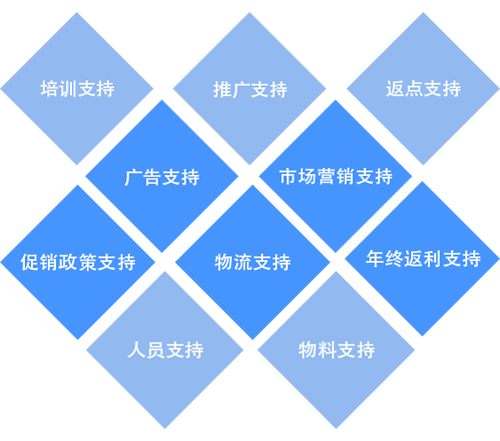 培训支持
推广支持
返点支持
广告支持
市场营销支持
促销政策支持
物流支持
年终返利支持
人员支持
物料支持